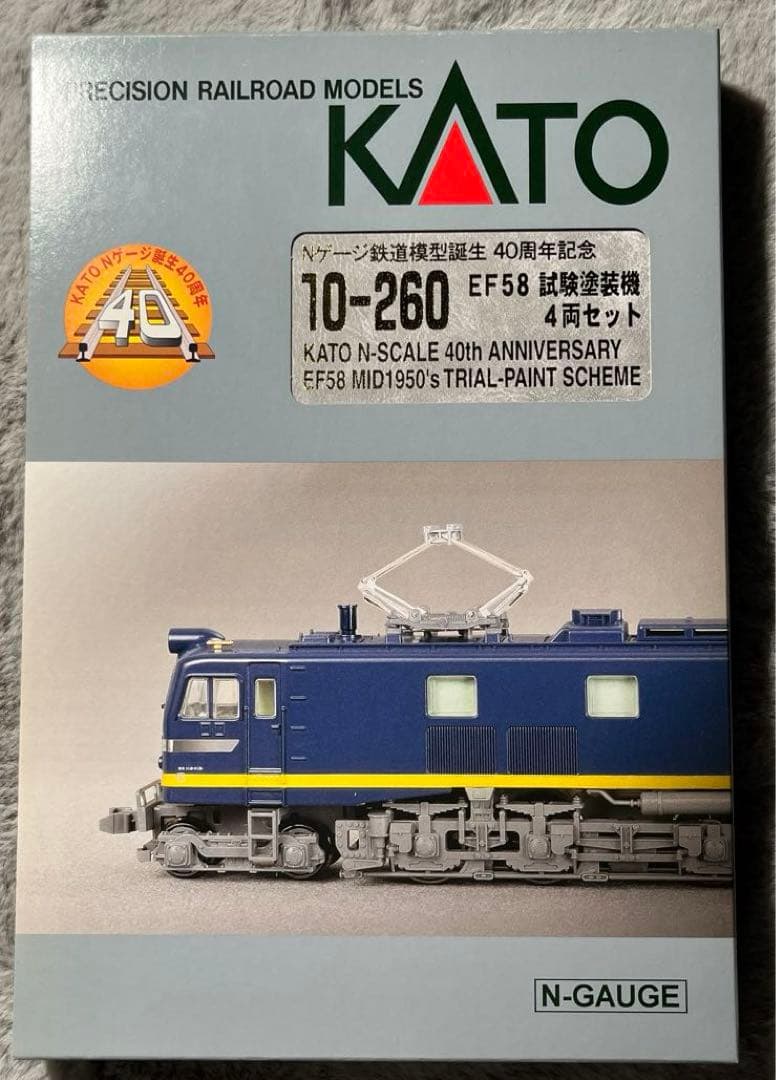 PRECISION RAILROAD MODELS
KATO
KATO Nゲージ誕生40周年
40
Nゲージ鉄道模型誕生 40周年記念
10-260 EF58 試験塗装機
4両セット
KATO N-SCALE 40th ANNIVERSARY
EF58 MID1950's TRIAL-PAINT SCHEME
N-GAUGE